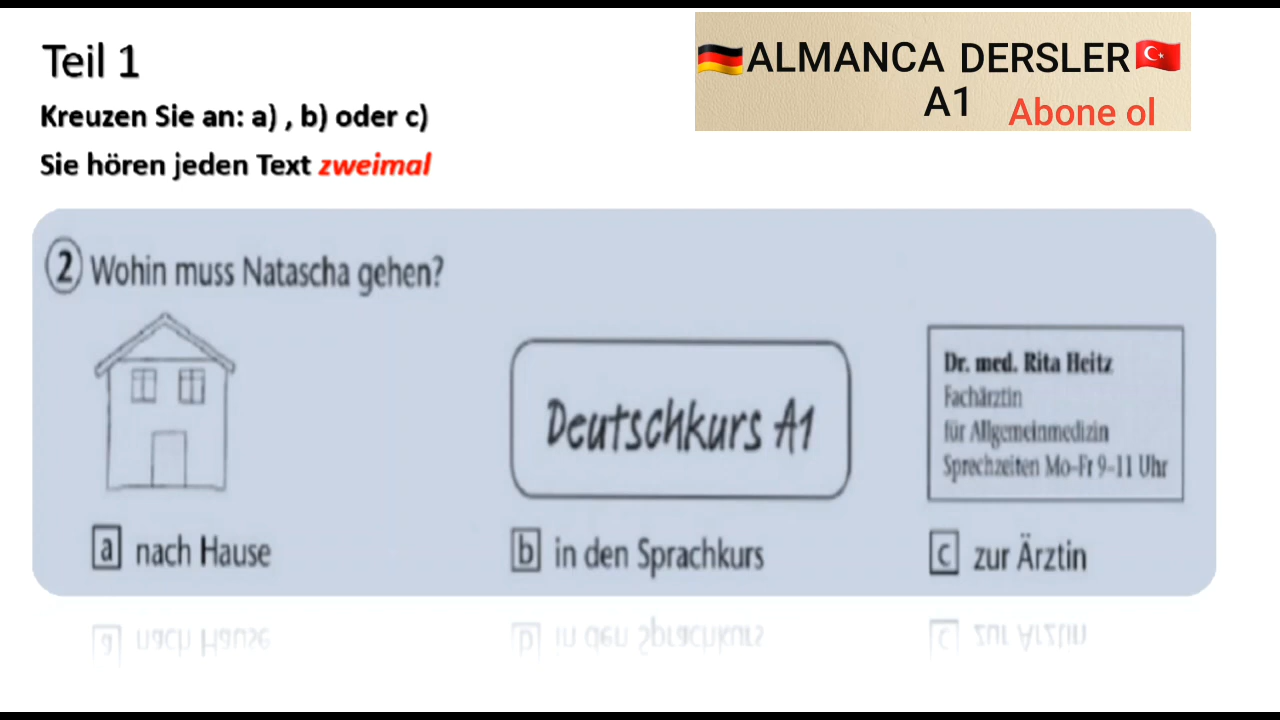 Teil 1
Kreuzen Sie an: a) , b) oder c)
Sie hören jeden Text zweimal
🇩🇪ALMANCA DERSLER🇹🇷
A1 Abone ol
2 Wohin muss Natascha gehen?
Deutschkurs A1
Dr. med. Rita Heitz
Fachärztin
für Allgemeinmedizin
Sprechzeiten Mo–Fr 9–11 Uhr
a nach Hause
b in den Sprachkurs
c zur Ärztin